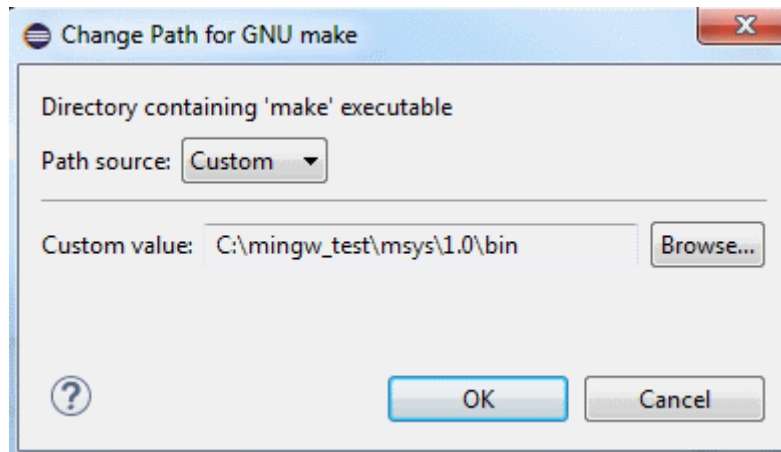 Change Path for GNU make
Directory containing 'make' executable
Path source: Custom
Custom value: C:\mingw_test\msys\1.0\bin Browse...
OK Cancel